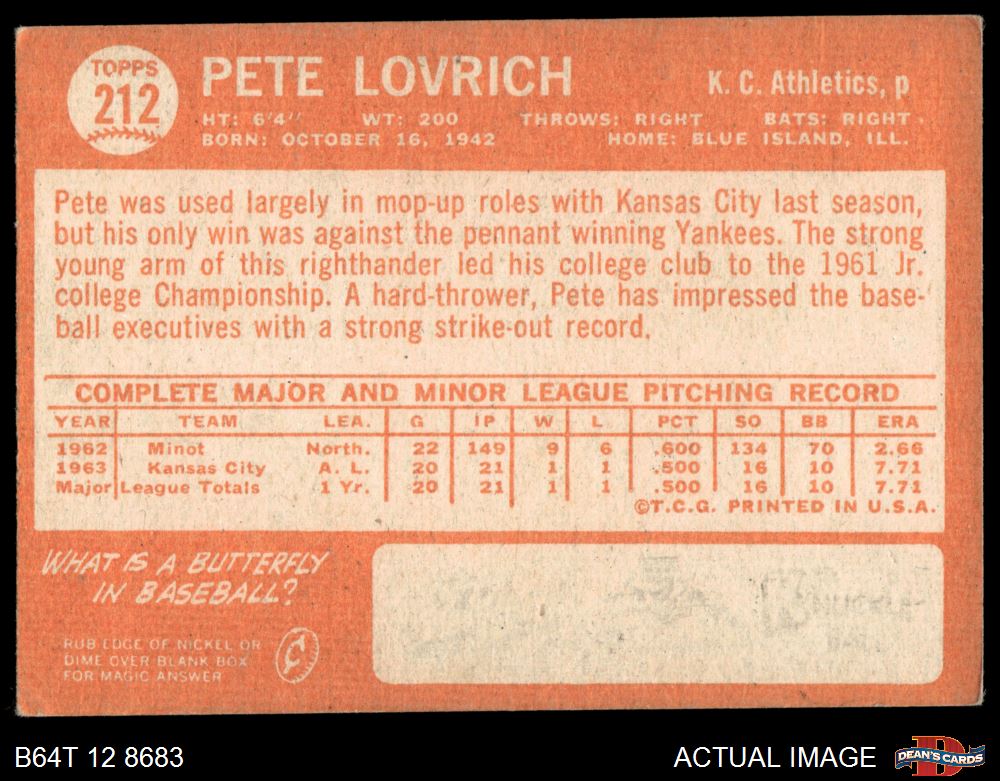 TOPPS
212
PETE LOVRICH
K. C. Athletics, p
HT: 6'4" WT: 200 THROWS: RIGHT BATS: RIGHT
BORN: OCTOBER 16, 1942 HOME: BLUE ISLAND, ILL.
Pete was used largely in mop-up roles with Kansas City last season,
but his only win was against the pennant winning Yankees. The strong
young arm of this righthander led his college club to the 1961 Jr.
college Championship. A hard-thrower, Pete has impressed the base-
ball executives with a strong strike-out record.
COMPLETE MAJOR AND MINOR LEAGUE PITCHING RECORD
YEAR TEAM LEA. G IP W L PCT SO BB ERA
1962 Minot North. 22 149 9 6 .600 134 70 2.66
1963 Kansas City A. L. 20 21 1 1 .500 16 10 7.71
Major League Totals 1 Yr. 20 21 1 1 .500 16 10 7.71
©T.C.G. PRINTED IN U.S.A.
WHAT IS A BUTTERFLY
IN BASEBALL?
RUB EDGE OF NICKEL OR
DIME OVER BLANK BOX
FOR MAGIC ANSWER
B64T 12 8683
ACTUAL IMAGE
DEAN'S CARDS